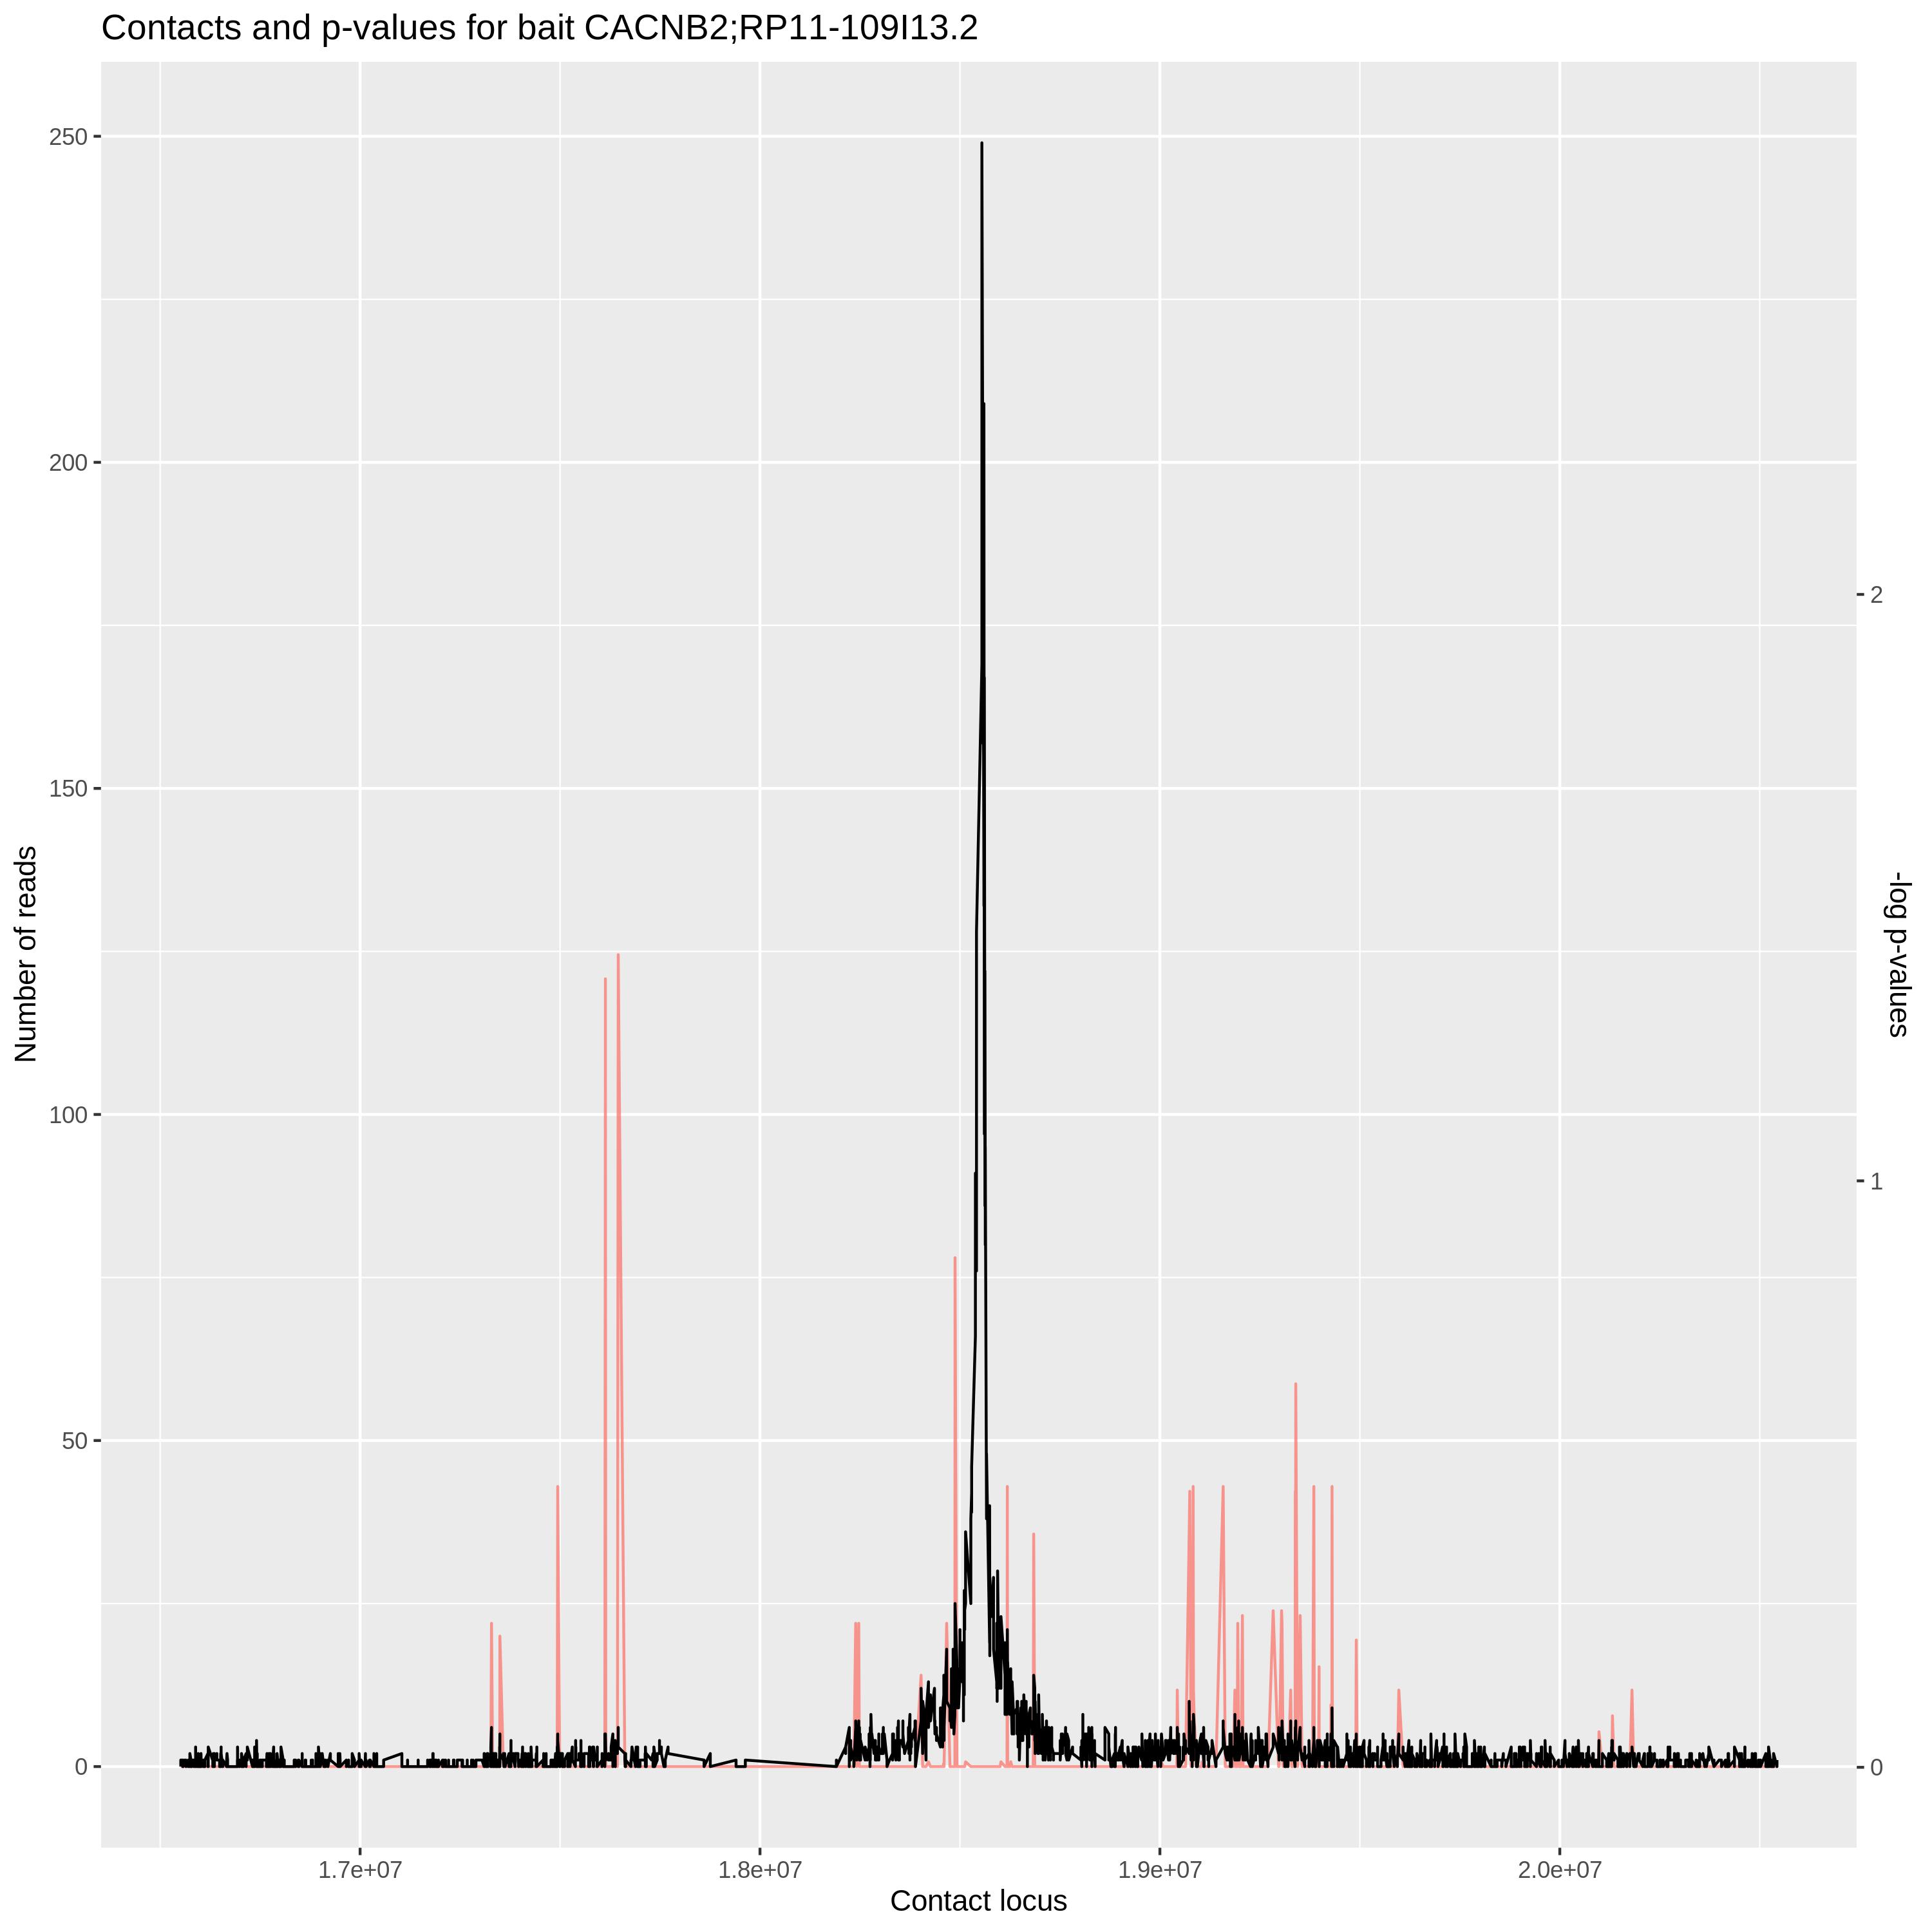 Contacts and p-values for bait CACNB2;RP11-109I13.2
250
200
150
100
50
0
Number of reads
2
1
0
-log p-values
1.7e+07
1.8e+07
1.9e+07
2.0e+07
Contact locus